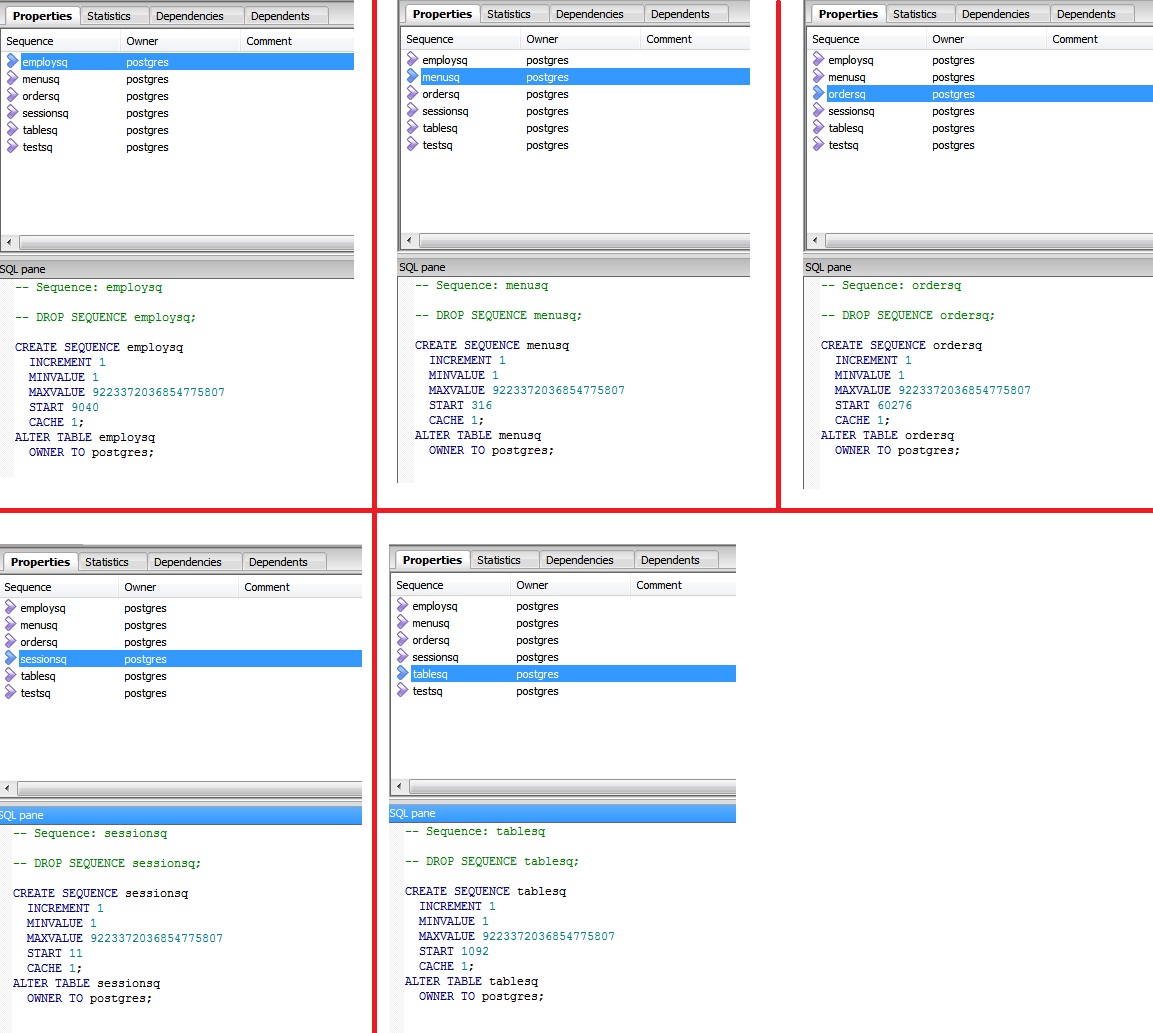 Properties Statistics Dependencies Dependents
Sequence Owner Comment
employsq postgres
menusq postgres
ordersq postgres
sessionsq postgres
tablesq postgres
testsq postgres
SQL pane
-- Sequence: employsq
-- DROP SEQUENCE employsq;
CREATE SEQUENCE employsq
INCREMENT 1
MINVALUE 1
MAXVALUE 9223372036854775807
START 9040
CACHE 1;
ALTER TABLE employsq
OWNER TO postgres;
Properties Statistics Dependencies Dependents
Sequence Owner Comment
employsq postgres
menusq postgres
ordersq postgres
sessionsq postgres
tablesq postgres
testsq postgres
SQL pane
-- Sequence: menusq
-- DROP SEQUENCE menusq;
CREATE SEQUENCE menusq
INCREMENT 1
MINVALUE 1
MAXVALUE 9223372036854775807
START 316
CACHE 1;
ALTER TABLE menusq
OWNER TO postgres;
Properties Statistics Dependencies Dependents
Sequence Owner Comment
employsq postgres
menusq postgres
ordersq postgres
sessionsq postgres
tablesq postgres
testsq postgres
SQL pane
-- Sequence: ordersq
-- DROP SEQUENCE ordersq;
CREATE SEQUENCE ordersq
INCREMENT 1
MINVALUE 1
MAXVALUE 9223372036854775807
START 60276
CACHE 1;
ALTER TABLE ordersq
OWNER TO postgres;
Properties Statistics Dependencies Dependents
Sequence Owner Comment
employsq postgres
menusq postgres
ordersq postgres
sessionsq postgres
tablesq postgres
testsq postgres
SQL pane
-- Sequence: sessionsq
-- DROP SEQUENCE sessionsq;
CREATE SEQUENCE sessionsq
INCREMENT 1
MINVALUE 1
MAXVALUE 9223372036854775807
START 11
CACHE 1;
ALTER TABLE sessionsq
OWNER TO postgres;
Properties Statistics Dependencies Dependents
Sequence Owner Comment
employsq postgres
menusq postgres
ordersq postgres
sessionsq postgres
tablesq postgres
testsq postgres
SQL pane
-- Sequence: tablesq
-- DROP SEQUENCE tablesq;
CREATE SEQUENCE tablesq
INCREMENT 1
MINVALUE 1
MAXVALUE 9223372036854775807
START 1092
CACHE 1;
ALTER TABLE tablesq
OWNER TO postgres;